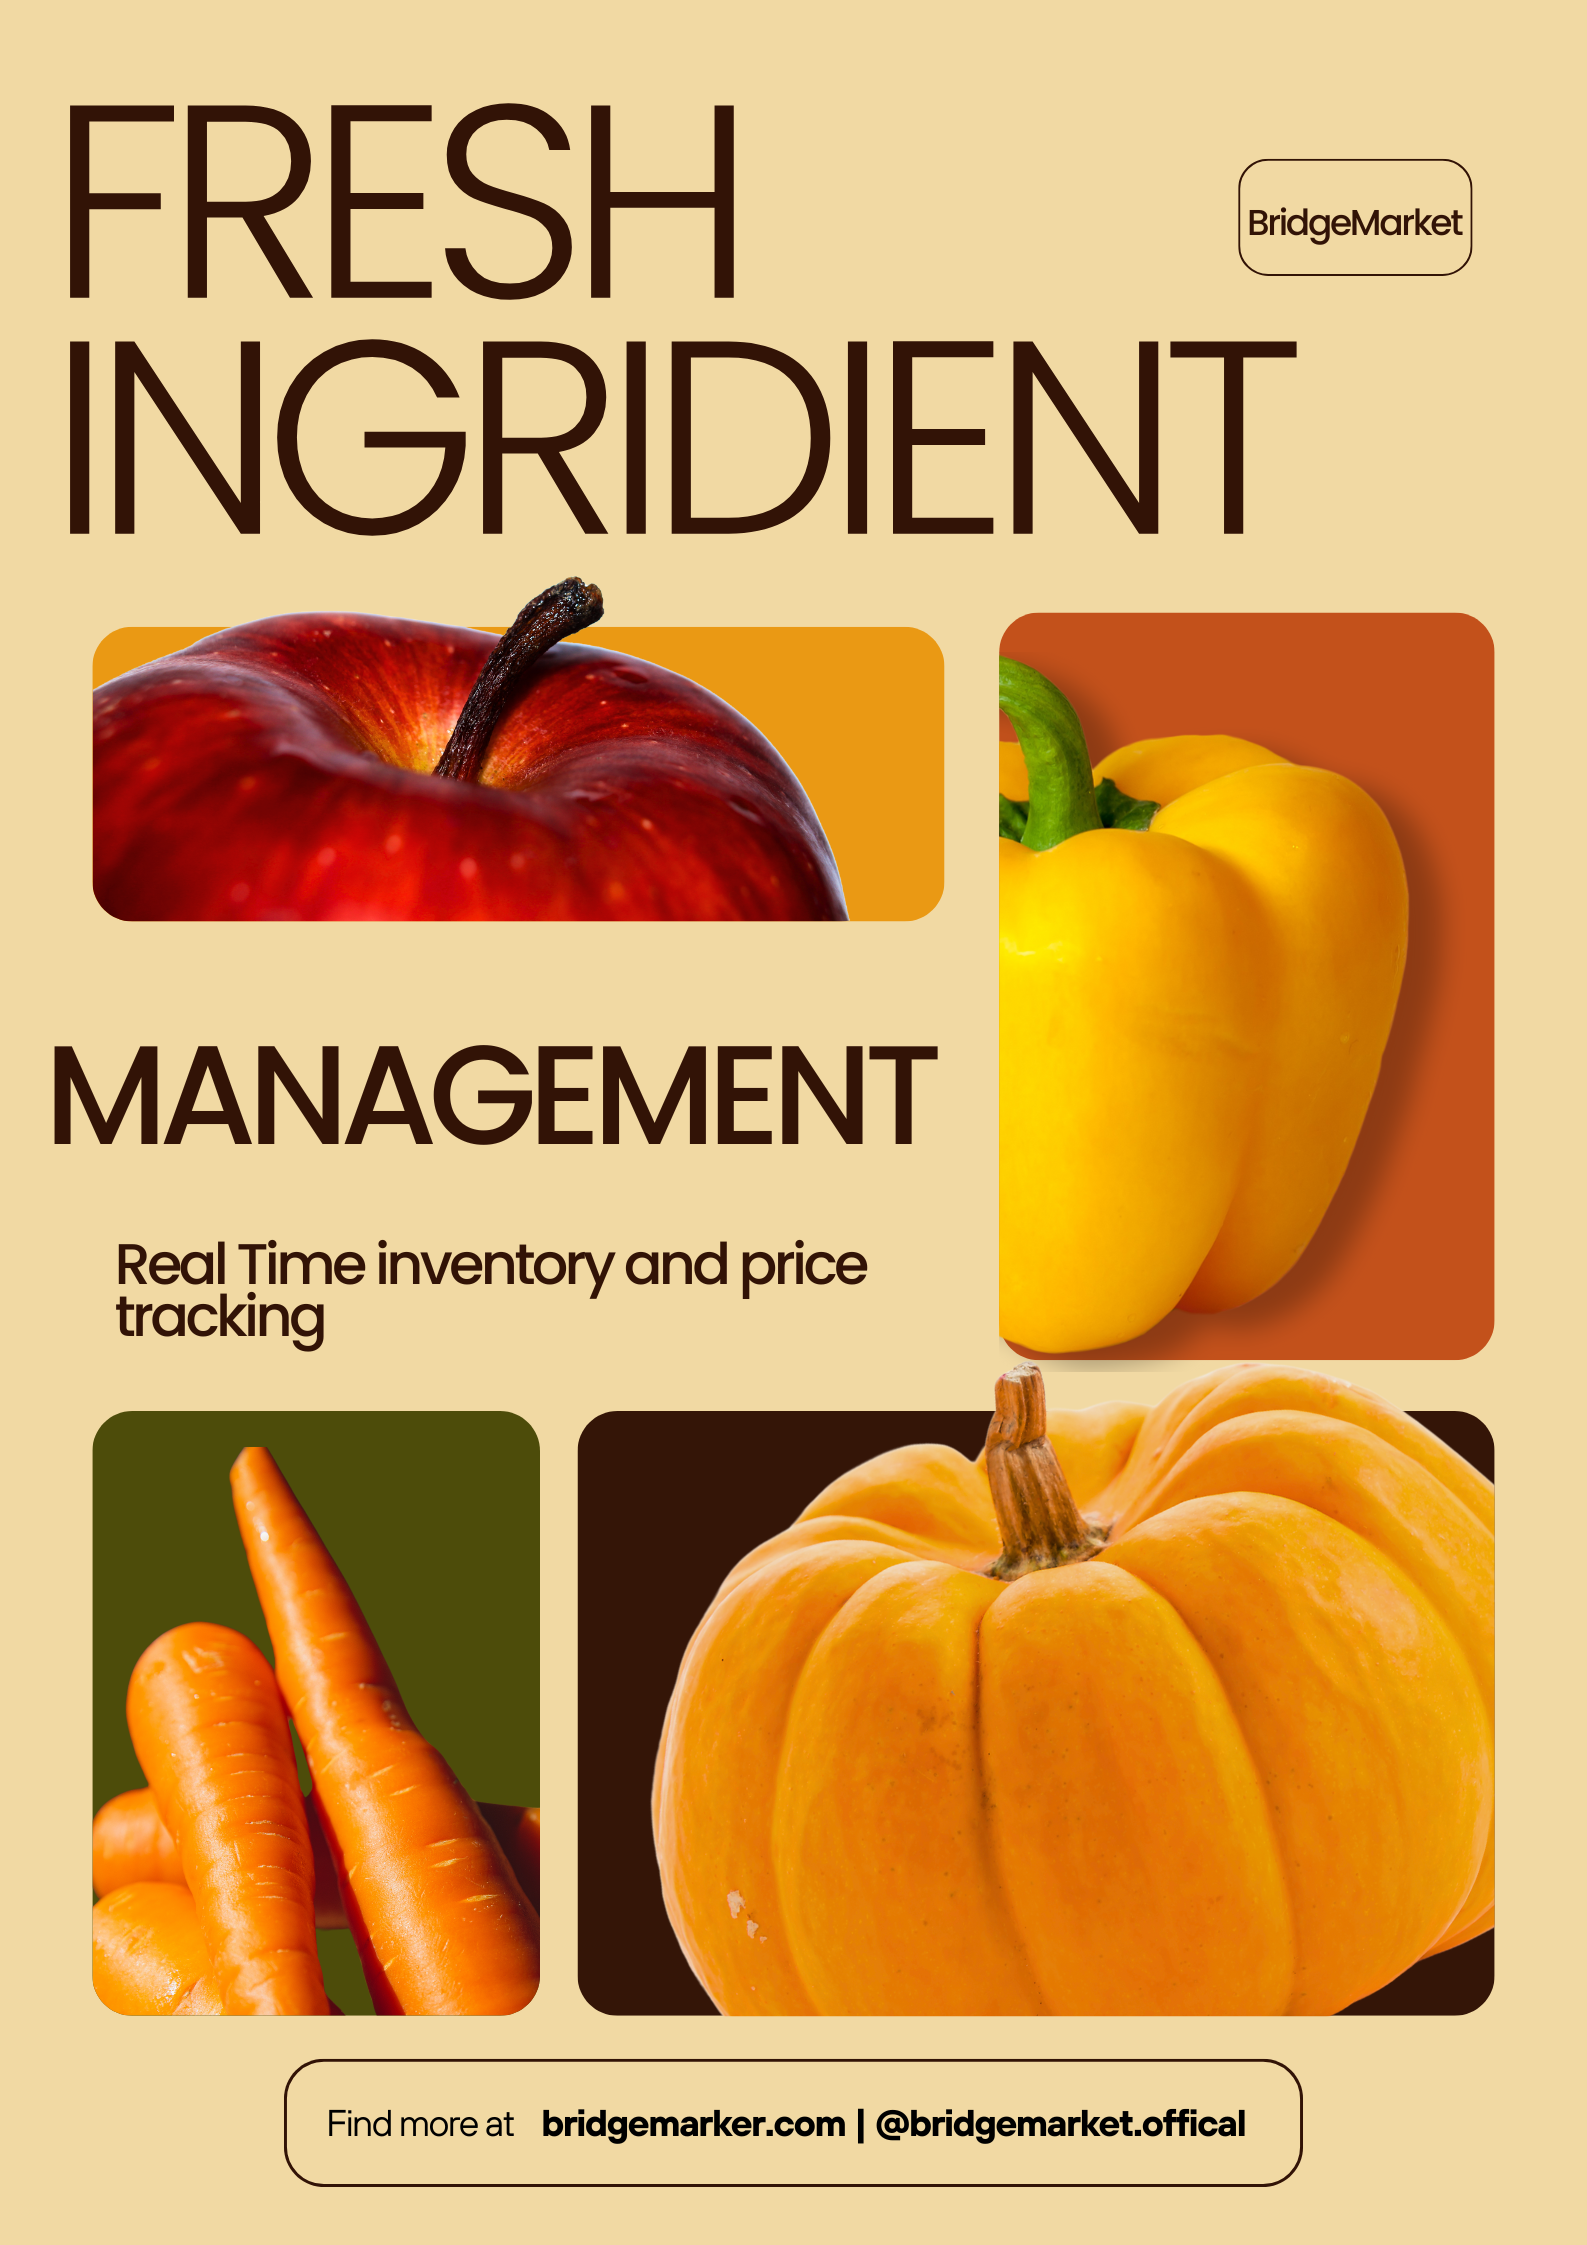 FRESH
BridgeMarket
INGRIDIENT
MANAGEMENT
Real Time inventory and price
tracking
Find more at bridgemarker.com | @bridgemarket.offical